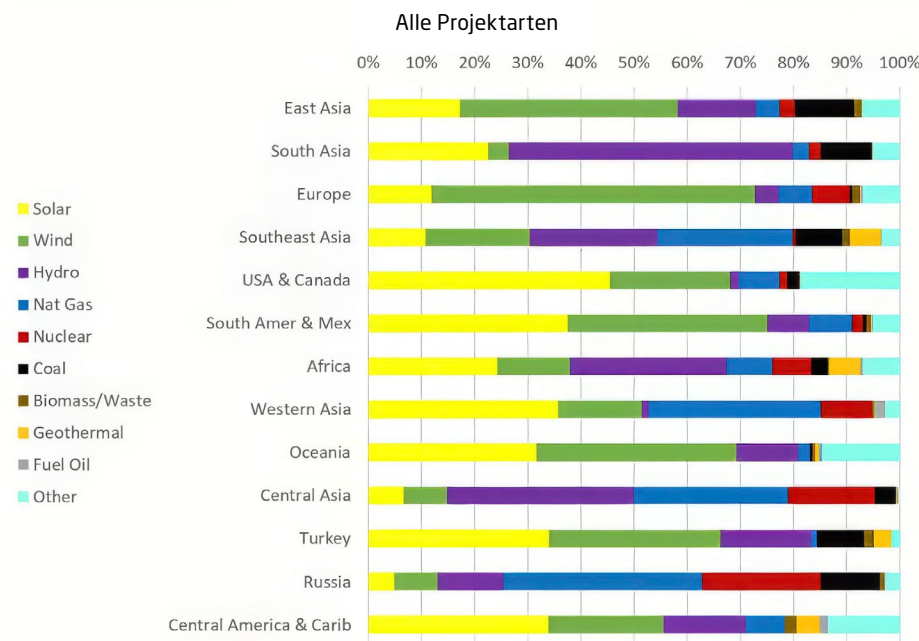 Alle Projektarten
0% 10% 20% 30% 40% 50% 60% 70% 80% 90% 100%
East Asia
South Asia
Europe
Southeast Asia
USA & Canada
South Amer & Mex
Africa
Western Asia
Oceania
Central Asia
Turkey
Russia
Central America & Carib
Solar
Wind
Hydro
Nat Gas
Nuclear
Coal
Biomass/Waste
Geothermal
Fuel Oil
Other